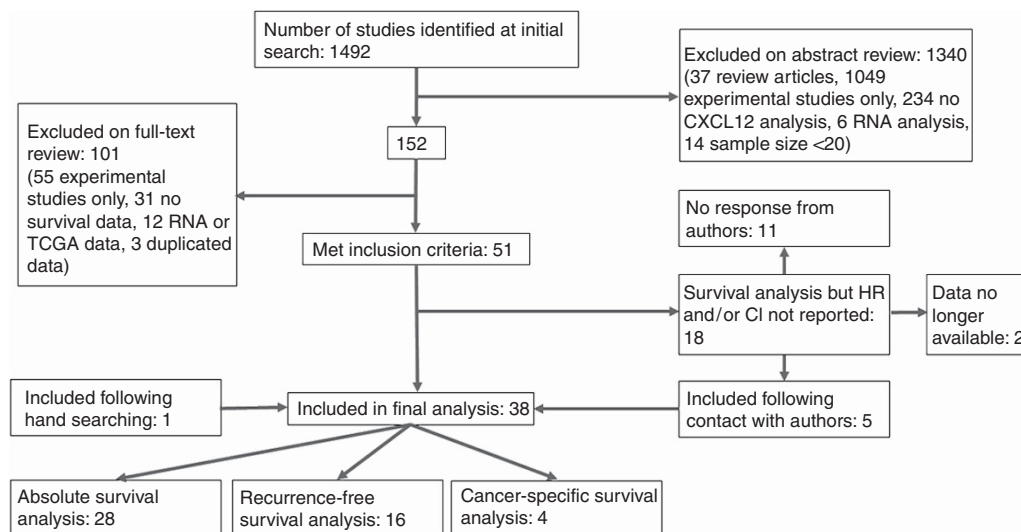 Number of studies identified at initial
search: 1492
Excluded on abstract review: 1340
(37 review articles, 1049
experimental studies only, 234 no
CXCL12 analysis, 6 RNA analysis,
14 sample size <20)
152
Excluded on full-text
review: 101
(55 experimental
studies only, 31 no
survival data, 12 RNA or
TCGA data, 3 duplicated
data)
Met inclusion criteria: 51
No response from
authors: 11
Survival analysis but HR
and/or CI not reported:
18
Data no
longer
available: 2
Included following
hand searching: 1
Included in final analysis: 38
Included following
contact with authors: 5
Absolute survival
analysis: 28
Recurrence-free
survival analysis: 16
Cancer-specific survival
analysis: 4